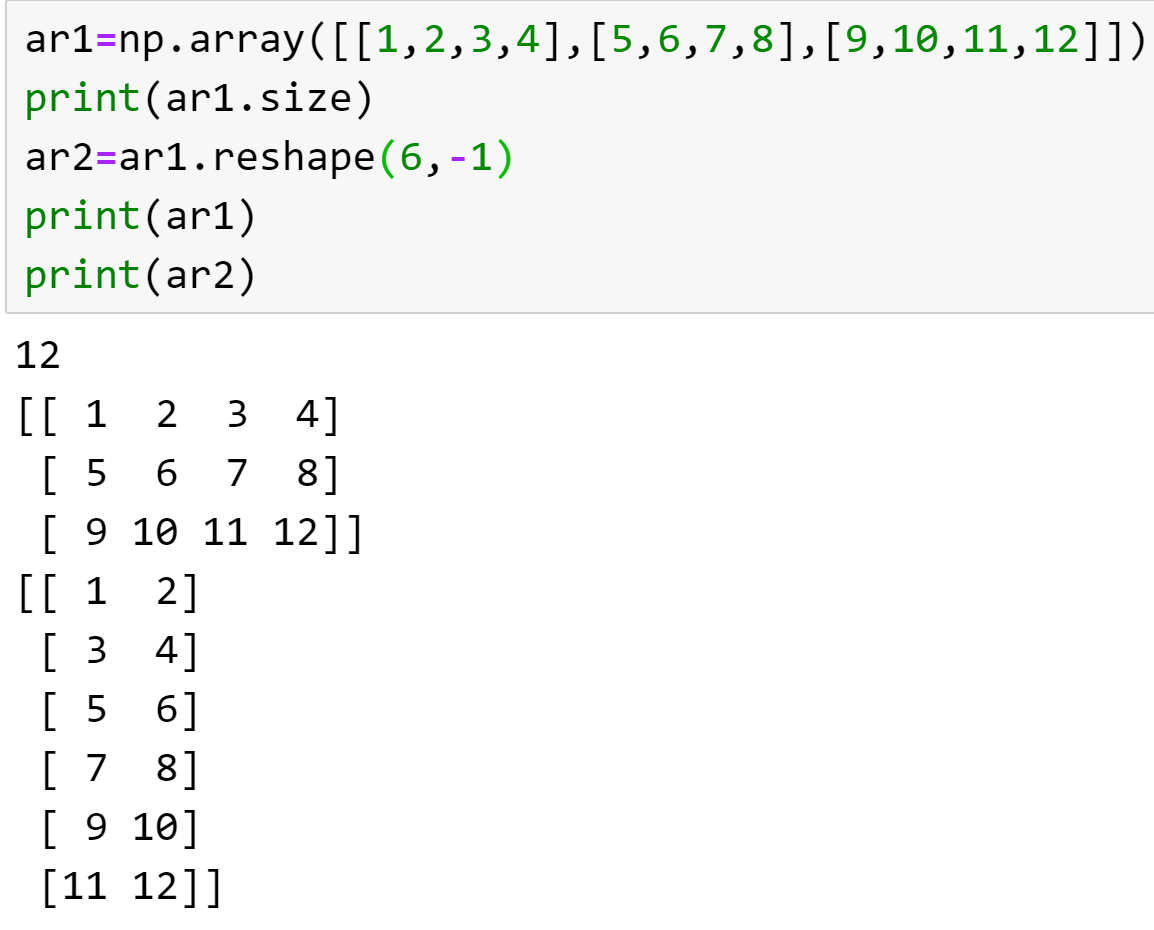 ar1=np.array([[1,2,3,4],[5,6,7,8],[9,10,11,12]])
print(ar1.size)
ar2=ar1.reshape(6,-1)
print(ar1)
print(ar2)
12
[[ 1  2  3  4]
 [ 5  6  7  8]
 [ 9 10 11 12]]
[[ 1  2]
 [ 3  4]
 [ 5  6]
 [ 7  8]
 [ 9 10]
 [11 12]]